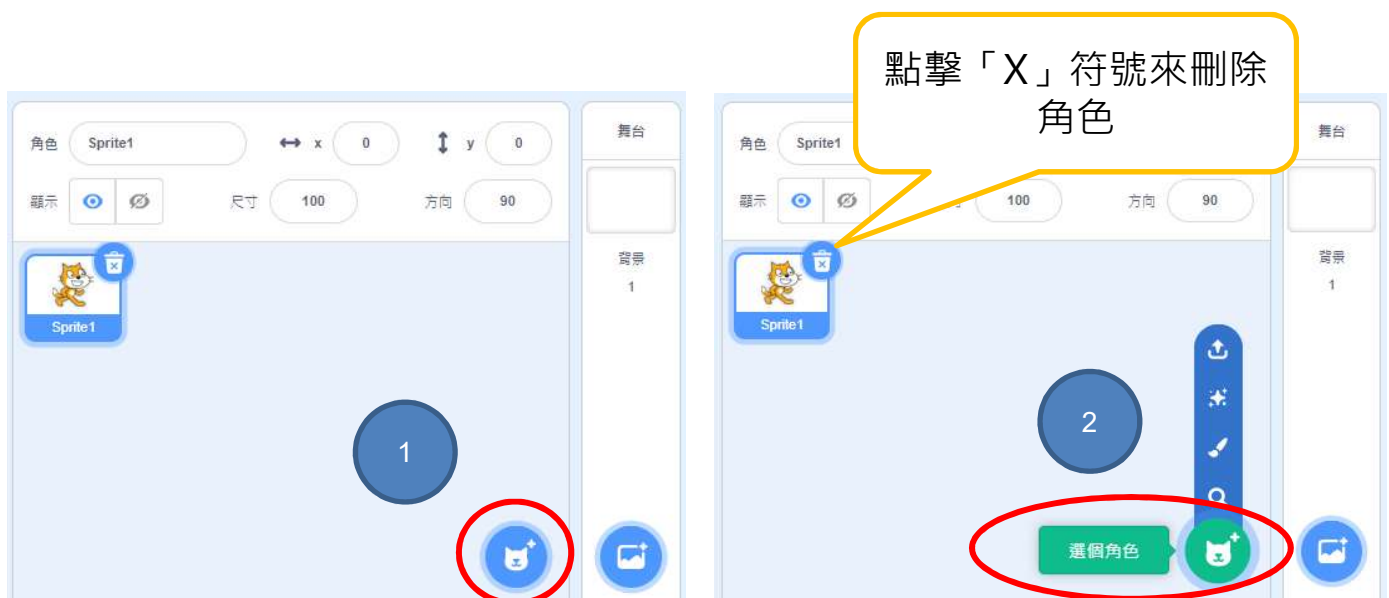 點擊「X」符號來刪除
角色
角色 Sprite1 x 0 y 0
舞台
顯示 尺寸 100 方向 90
背景
1
Sprite1
1
角色 Sprite1
舞台
顯示 100 方向 90
背景
1
Sprite1
2
選個角色